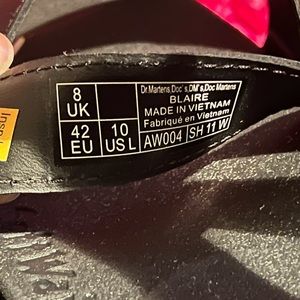 8
UK
42
EU
10
US L
Dr.Martens,Doc's,DM's,Doc Martens
BLAIRE
MADE IN VIETNAM
Fabriqué en Vietnam
AW004
SH 11 W